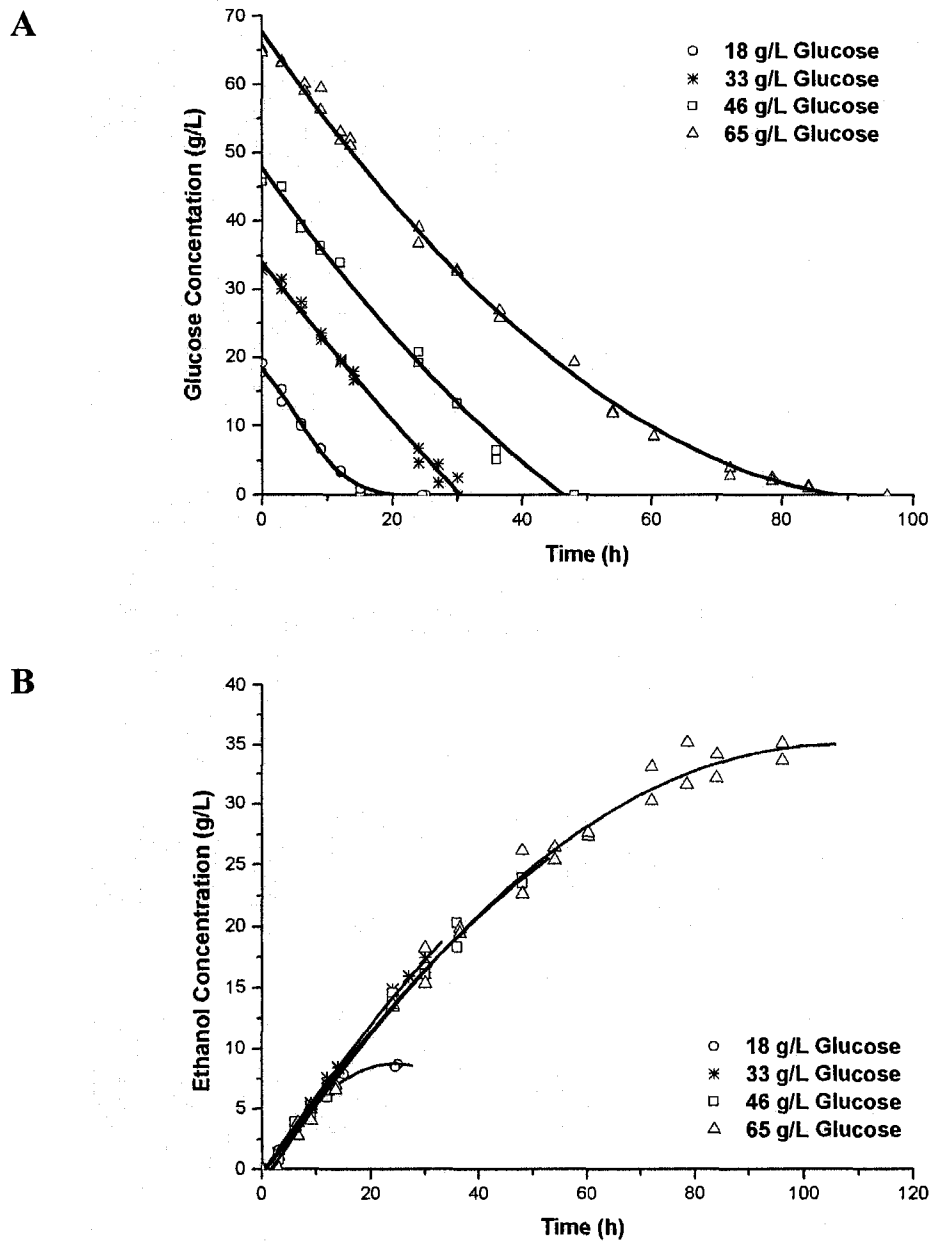 A
70
60
50
40
30
20
10
0
Glucose Concentation (g/L)
18 g/L Glucose
33 g/L Glucose
46 g/L Glucose
65 g/L Glucose
0 20 40 60 80 100
Time (h)
B
40
35
30
25
20
15
10
5
0
Ethanol Concentration (g/L)
18 g/L Glucose
33 g/L Glucose
46 g/L Glucose
65 g/L Glucose
0 20 40 60 80 100 120
Time (h)